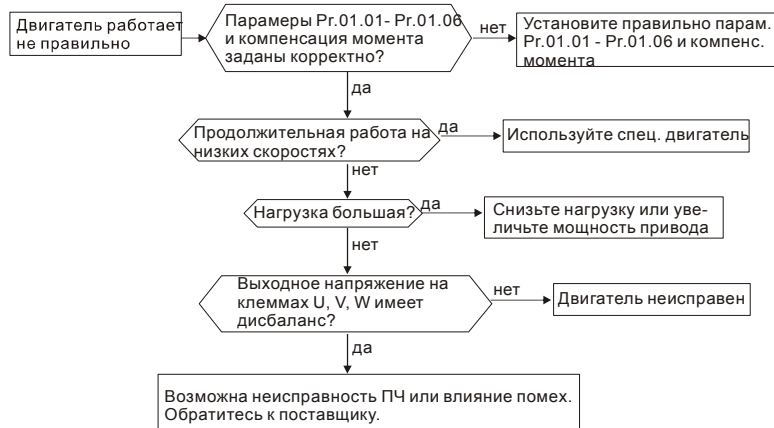 Двигатель работает
не правильно
Парамеры Pr.01.01- Pr.01.06
и компенсация момента
заданы корректно?
нет
Установите правильно парам.
Pr.01.01 - Pr.01.06 и компенс.
момента
да
Продолжительная работа на
низких скоростях?
да
Используйте спец. двигатель
нет
Нагрузка большая?
да
Снизьте нагрузку или уве-
личьте мощность привода
нет
Выходное напряжение на
клеммах U, V, W имеет
дисбаланс?
нет
Двигатель неисправен
да
Возможна неисправность ПЧ или влияние помех.
Обратитесь к поставщику.